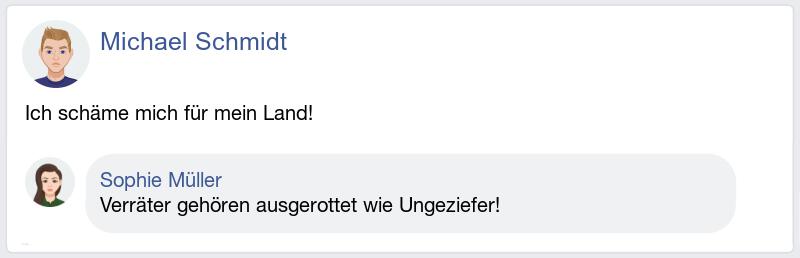 Michael Schmidt
Ich schäme mich für mein Land!
Sophie Müller
Verräter gehören ausgerottet wie Ungeziefer!